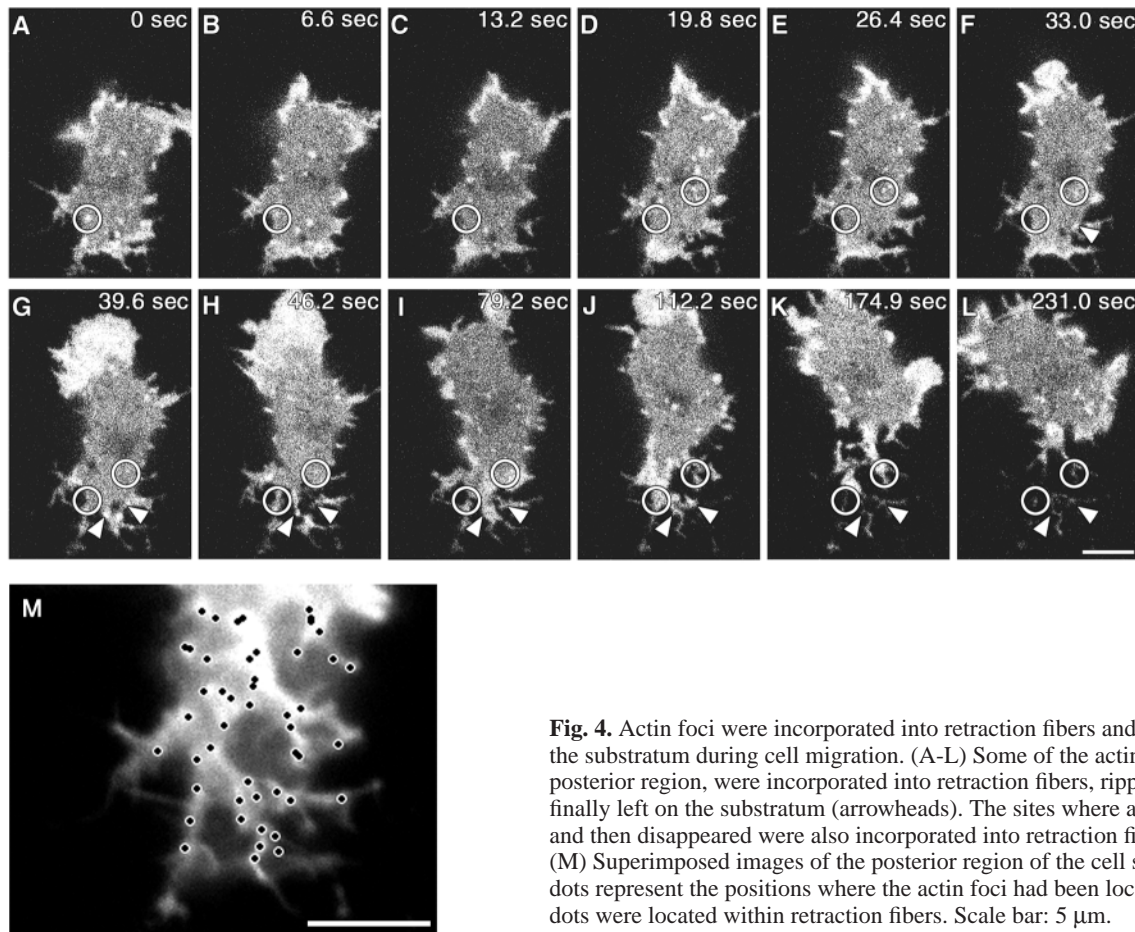 A 0 sec
B 6.6 sec
C 13.2 sec
D 19.8 sec
E 26.4 sec
F 33.0 sec
G 39.6 sec
H 46.2 sec
I 79.2 sec
J 112.2 sec
K 174.9 sec
L 231.0 sec
M
Fig. 4. Actin foci were incorporated into retraction fibers and
the substratum during cell migration. (A-L) Some of the actin
posterior region, were incorporated into retraction fibers, ripp
finally left on the substratum (arrowheads). The sites where a
and then disappeared were also incorporated into retraction fi
(M) Superimposed images of the posterior region of the cell s
dots represent the positions where the actin foci had been loc
dots were located within retraction fibers. Scale bar: 5 μm.